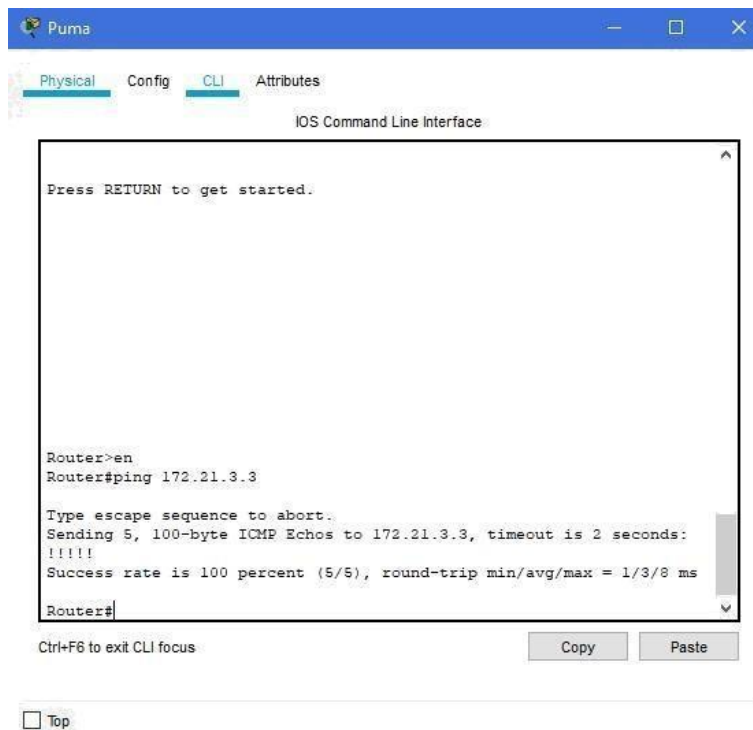 Puma
Physical Config CLI Attributes
IOS Command Line Interface
Press RETURN to get started.
Router>en
Router#ping 172.21.3.3
Type escape sequence to abort.
Sending 5, 100-byte ICMP Echos to 172.21.3.3, timeout is 2 seconds:
!!!!!
Success rate is 100 percent (5/5), round-trip min/avg/max = 1/3/8 ms
Router#
Ctrl+F6 to exit CLI focus
Copy Paste
Top